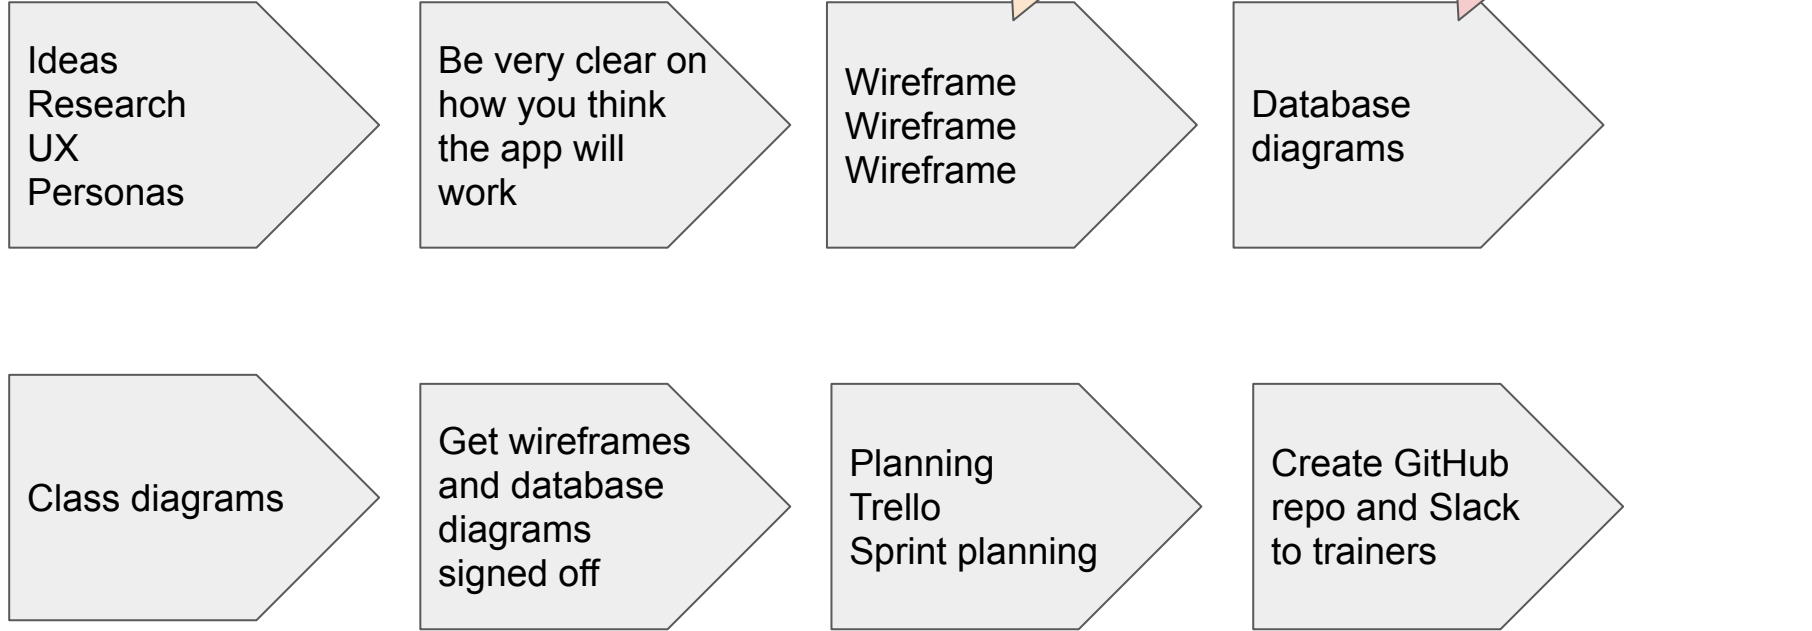 Ideas
Research
UX
Personas
Be very clear on
how you think
the app will
work
Wireframe
Wireframe
Wireframe
Database
diagrams
Class diagrams
Get wireframes
and database
diagrams
signed off
Planning
Trello
Sprint planning
Create GitHub
repo and Slack
to trainers